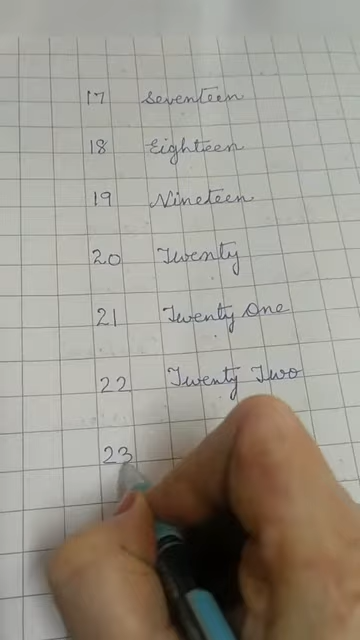 17 Seventeen
18 Eighteen
19 Nineteen
20 Twenty
21 Twenty One
22 Twenty Two
23